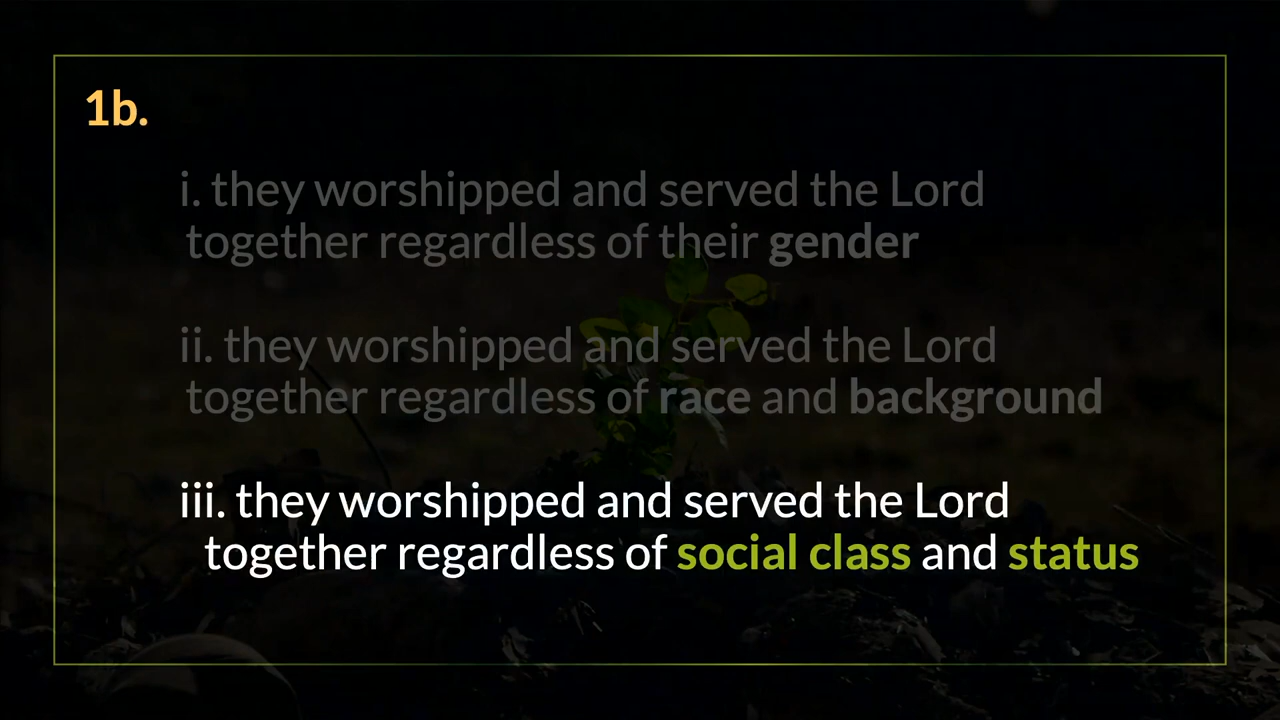 1b.
i. they worshipped and served the Lord
together regardless of their gender
ii. they worshipped and served the Lord
together regardless of race and background
iii. they worshipped and served the Lord
together regardless of social class and status